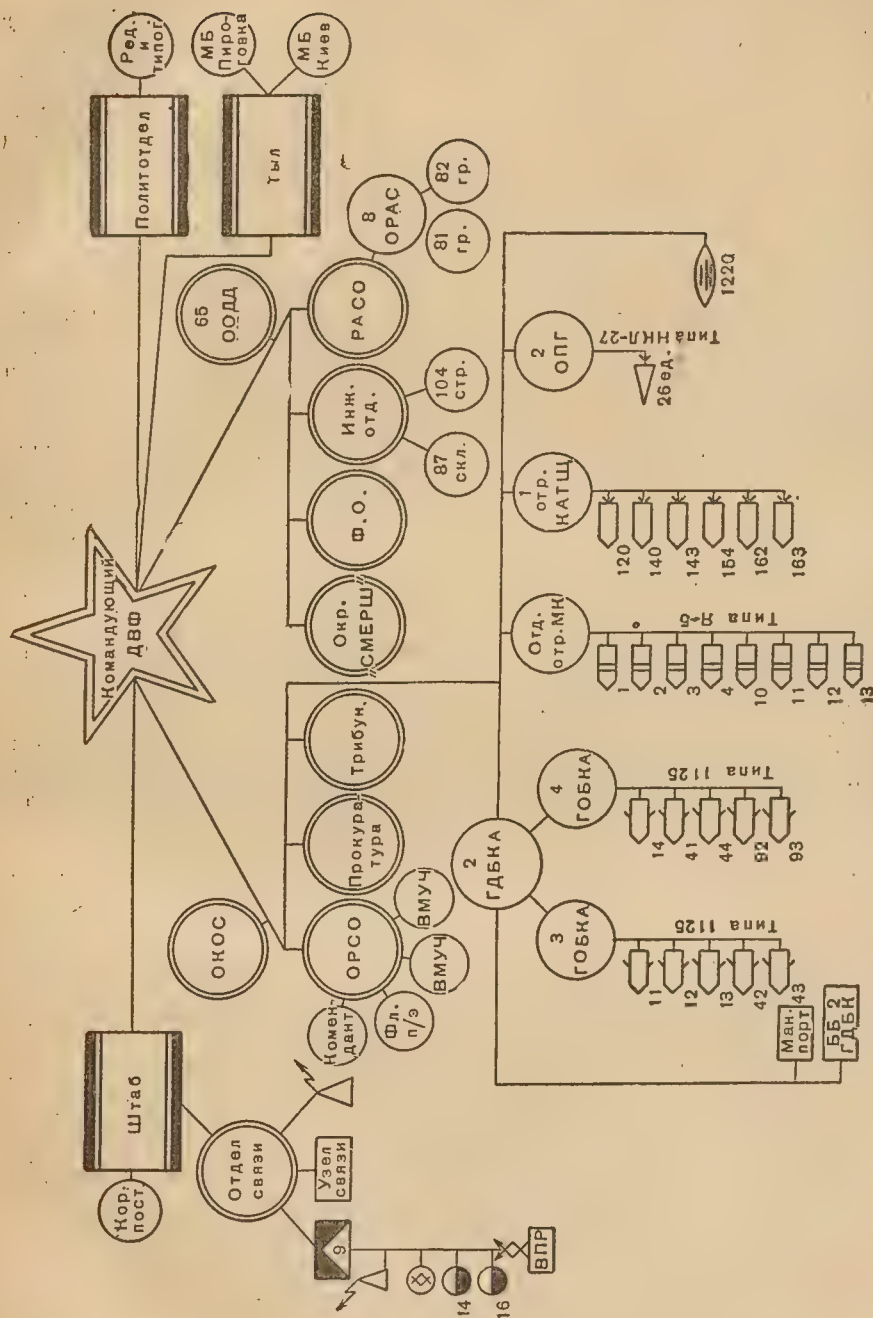 Командующий
ДВФ
Штаб
Кор.
пост
Политотдел
Ред.
и
типог
тыл
МБ
Пиро-
говка
МБ
Киев
ОКОС
65
ООДД
Отдел
связи
Узел
связи
9
14
16
ВПР
ОРСО
Комен-
дант
Фл.
п/э
ВМУЧ
ВМУЧ
Прокура
тура
Трибун.
Окр.
СМЕРШ
Ф.О.
Инж.
отд.
87
скл.
104
стр.
РАСО
8
ОРАС
81
гр.
82
гр.
2
ГДБКА
3
ГОБКА
Типа 1125
11
12
13
42
43
4
ГОБКА
Типа 1125
14
41
44
92
93
Ман.
порт
ББ 2
ГДБК
Отд.
отр.МК
Типа Я-5
1
2
3
4
10
11
12
13
1
отр.
КАТЩ
120
140
143
154
162
163
2
ОПГ
Типа НКЛ-27
26 ед.
122Q